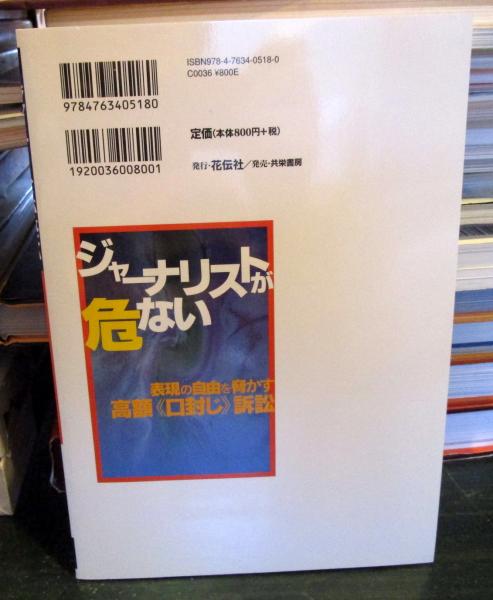 ISBN978-4-7634-0518-0
C0036 ¥800E
9784763405180
定価(本体800円+税)
1920036008001
発行・花伝社/発売・共栄書房
ジャーナリストが
危ない
表現の自由を脅かす
高額《口封じ》訴訟